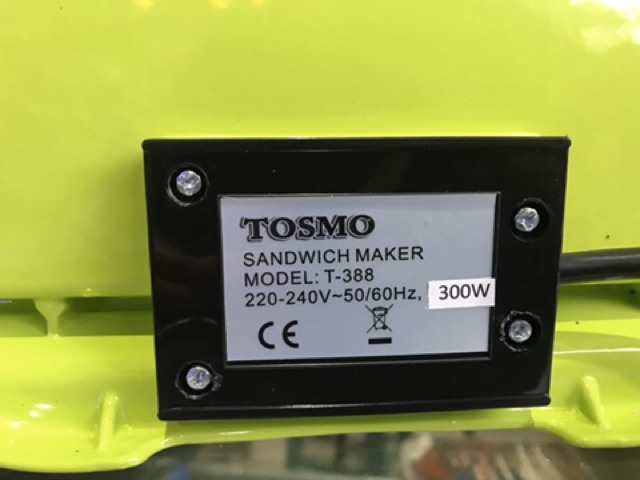 TOSMO
SANDWICH MAKER
MODEL: T-388
220-240V~50/60Hz, 300W
CE